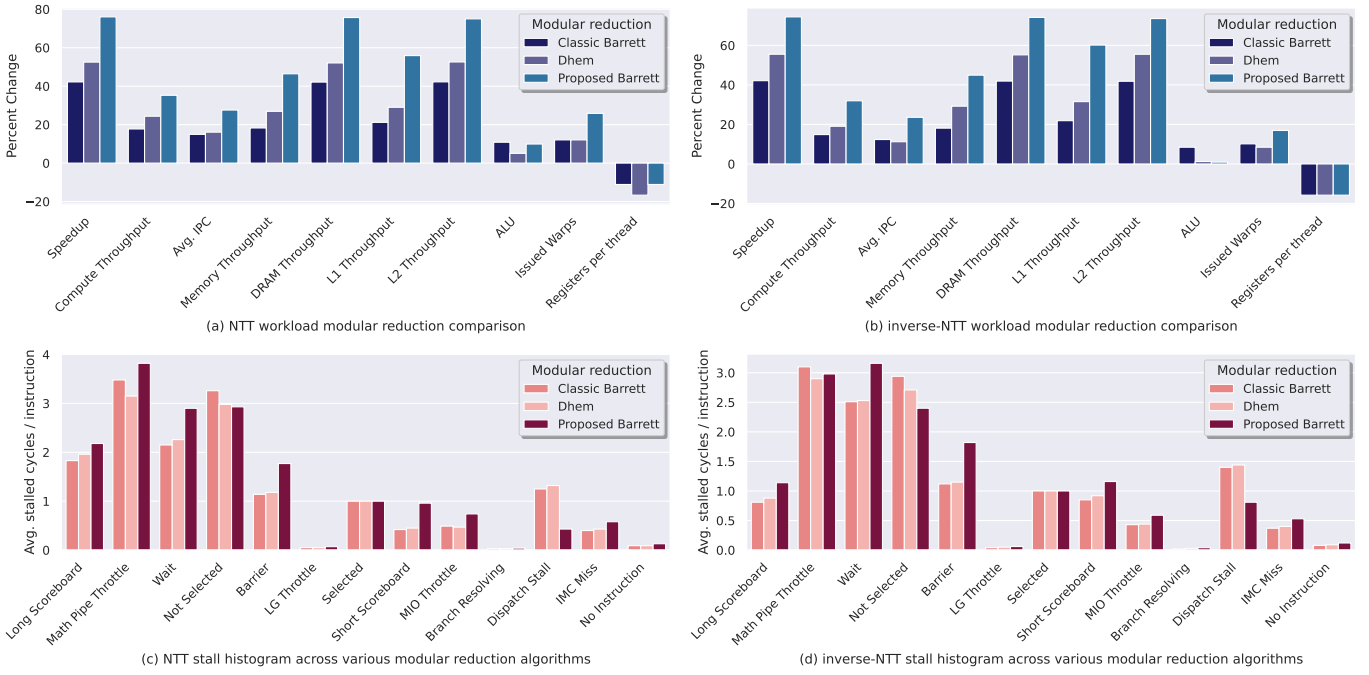 Percent Change
80
60
40
20
0
−20
Modular reduction
Classic Barrett
Dhem
Proposed Barrett
Speedup
Compute Throughput
Avg. IPC
Memory Throughput
DRAM Throughput
L1 Throughput
L2 Throughput
ALU
Issued Warps
Registers per thread
(a) NTT workload modular reduction comparison
Percent Change
60
40
20
0
−20
Modular reduction
Classic Barrett
Dhem
Proposed Barrett
Speedup
Compute Throughput
Avg. IPC
Memory Throughput
DRAM Throughput
L1 Throughput
L2 Throughput
ALU
Issued Warps
Registers per thread
(b) inverse-NTT workload modular reduction comparison
Avg. stalled cycles / instruction
4
3
2
1
0
Modular reduction
Classic Barrett
Dhem
Proposed Barrett
Long Scoreboard
Math Pipe Throttle
Wait
Not Selected
Barrier
LG Throttle
Selected
Short Scoreboard
MIO Throttle
Branch Resolving
Dispatch Stall
IMC Miss
No Instruction
(c) NTT stall histogram across various modular reduction algorithms
Avg. stalled cycles / instruction
3.0
2.5
2.0
1.5
1.0
0.5
0.0
Modular reduction
Classic Barrett
Dhem
Proposed Barrett
Long Scoreboard
Math Pipe Throttle
Wait
Not Selected
Barrier
LG Throttle
Selected
Short Scoreboard
MIO Throttle
Branch Resolving
Dispatch Stall
IMC Miss
No Instruction
(d) inverse-NTT stall histogram across various modular reduction algorithms